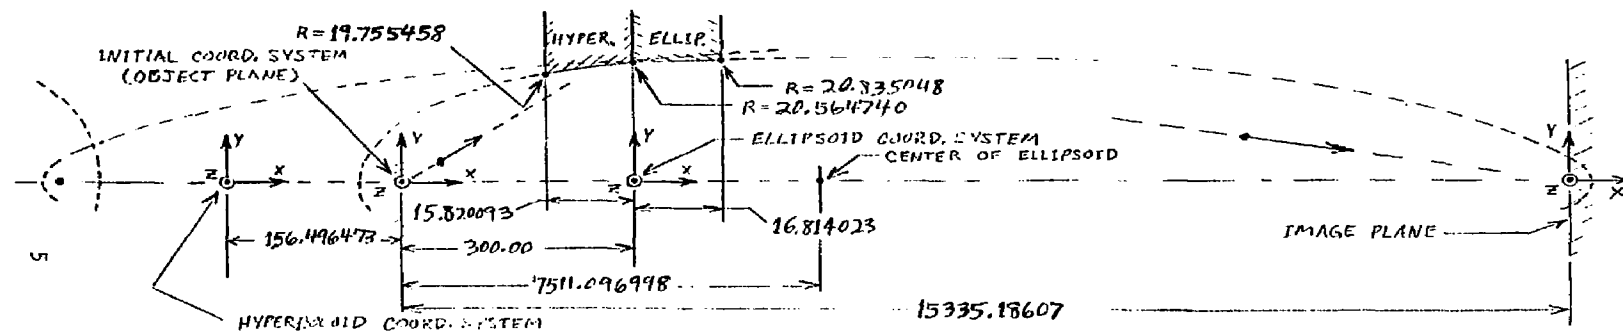 R=19.755458
INITIAL COORD. SYSTEM
(OBJECT PLANE)
HYPER.
ELLIP.
R=20.835048
R=20.564740
ELLIPSOID COORD. SYSTEM
CENTER OF ELLIPSOID
Y
X
Z
Y
X
Z
Y
X
Z
Y
X
Z
15.820093
16.814023
156.496473
300.00
7511.096998
15335.18607
IMAGE PLANE
HYPERBOLOID COORD. SYSTEM
5